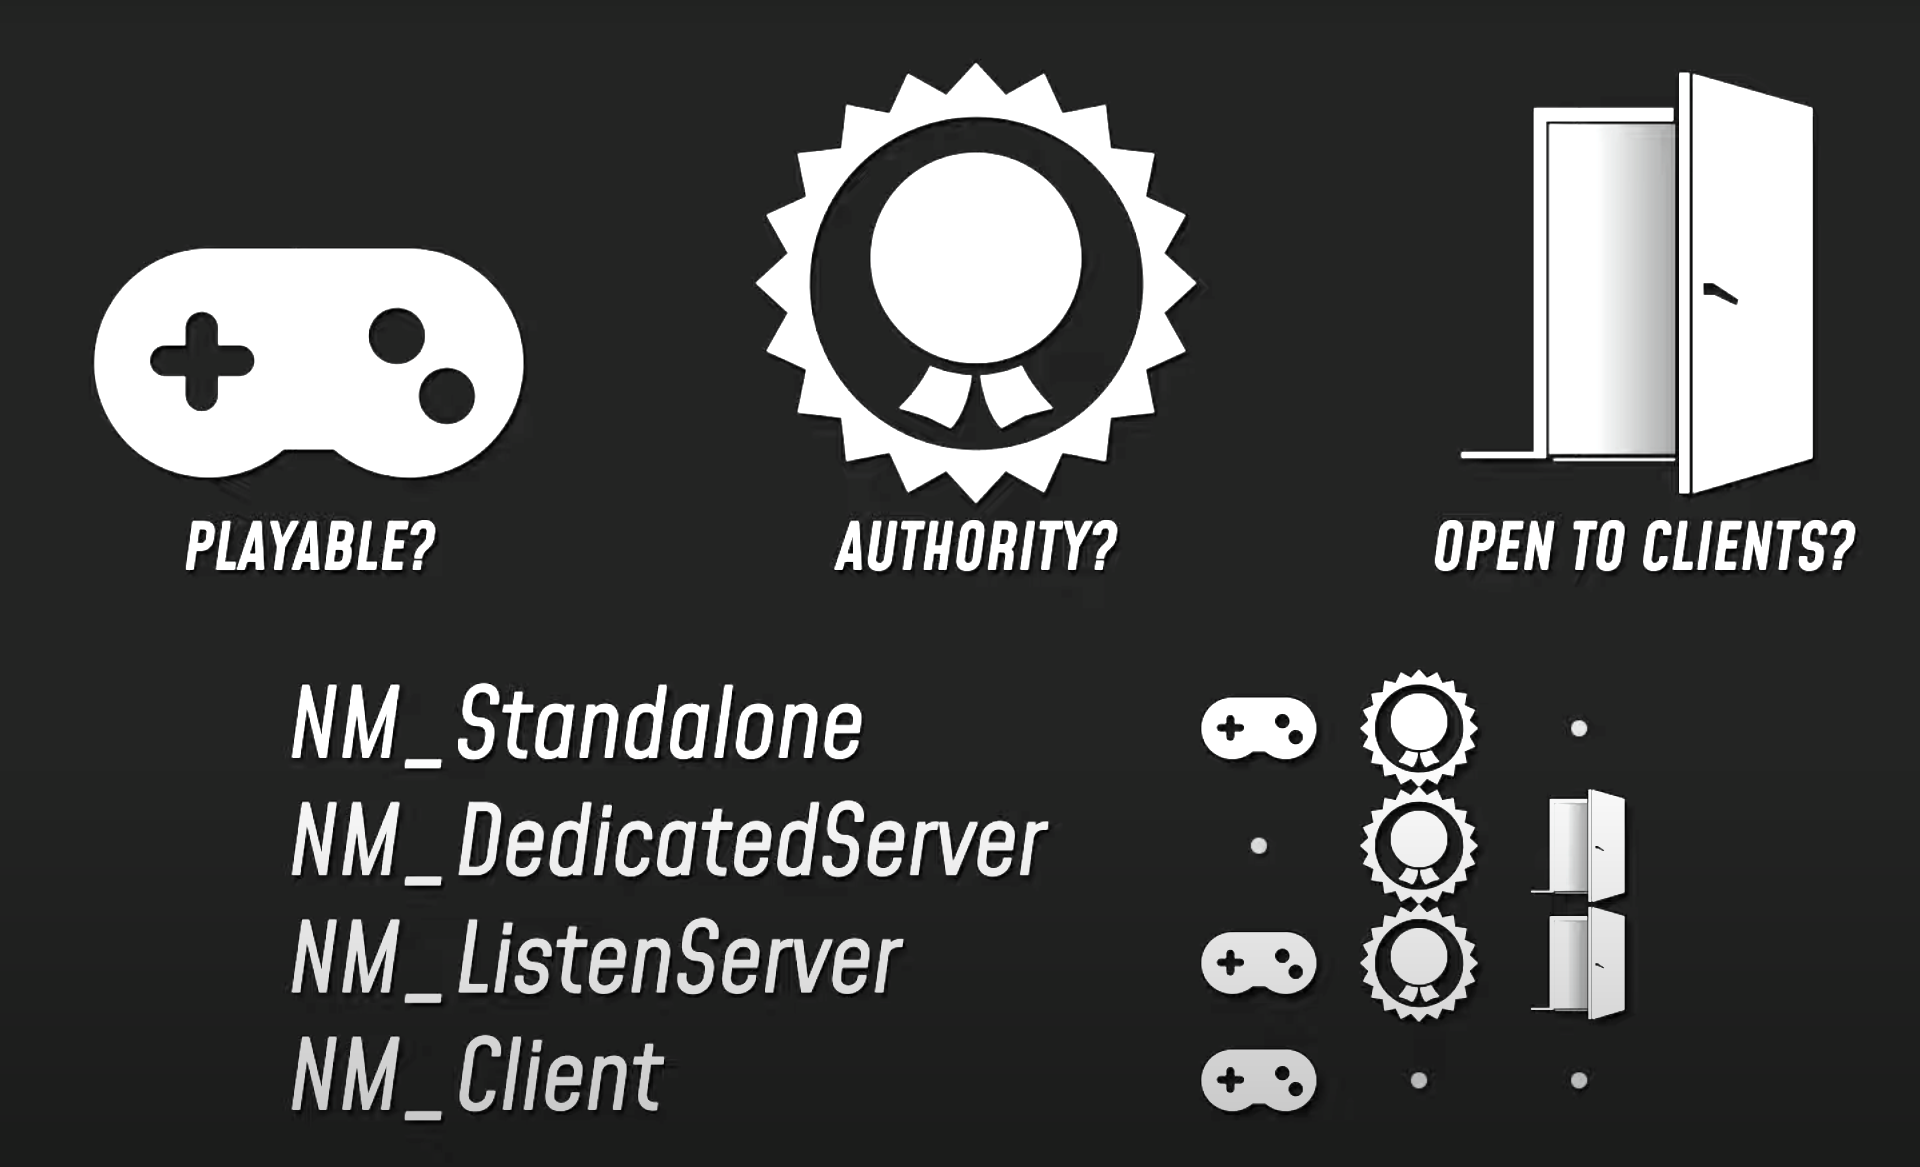 PLAYABLE?
AUTHORITY?
OPEN TO CLIENTS?
NM_Standalone
NM_DedicatedServer
NM_ListenServer
NM_Client